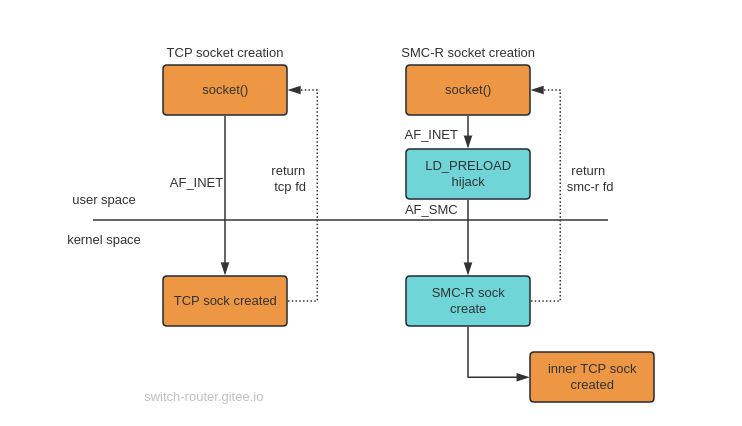 TCP socket creation
SMC-R socket creation
socket()
socket()
AF_INET
LD_PRELOAD
hijack
AF_INET
return
tcp fd
return
smc-r fd
user space
AF_SMC
kernel space
TCP sock created
SMC-R sock
create
inner TCP sock
created
switch-router.gitee.io